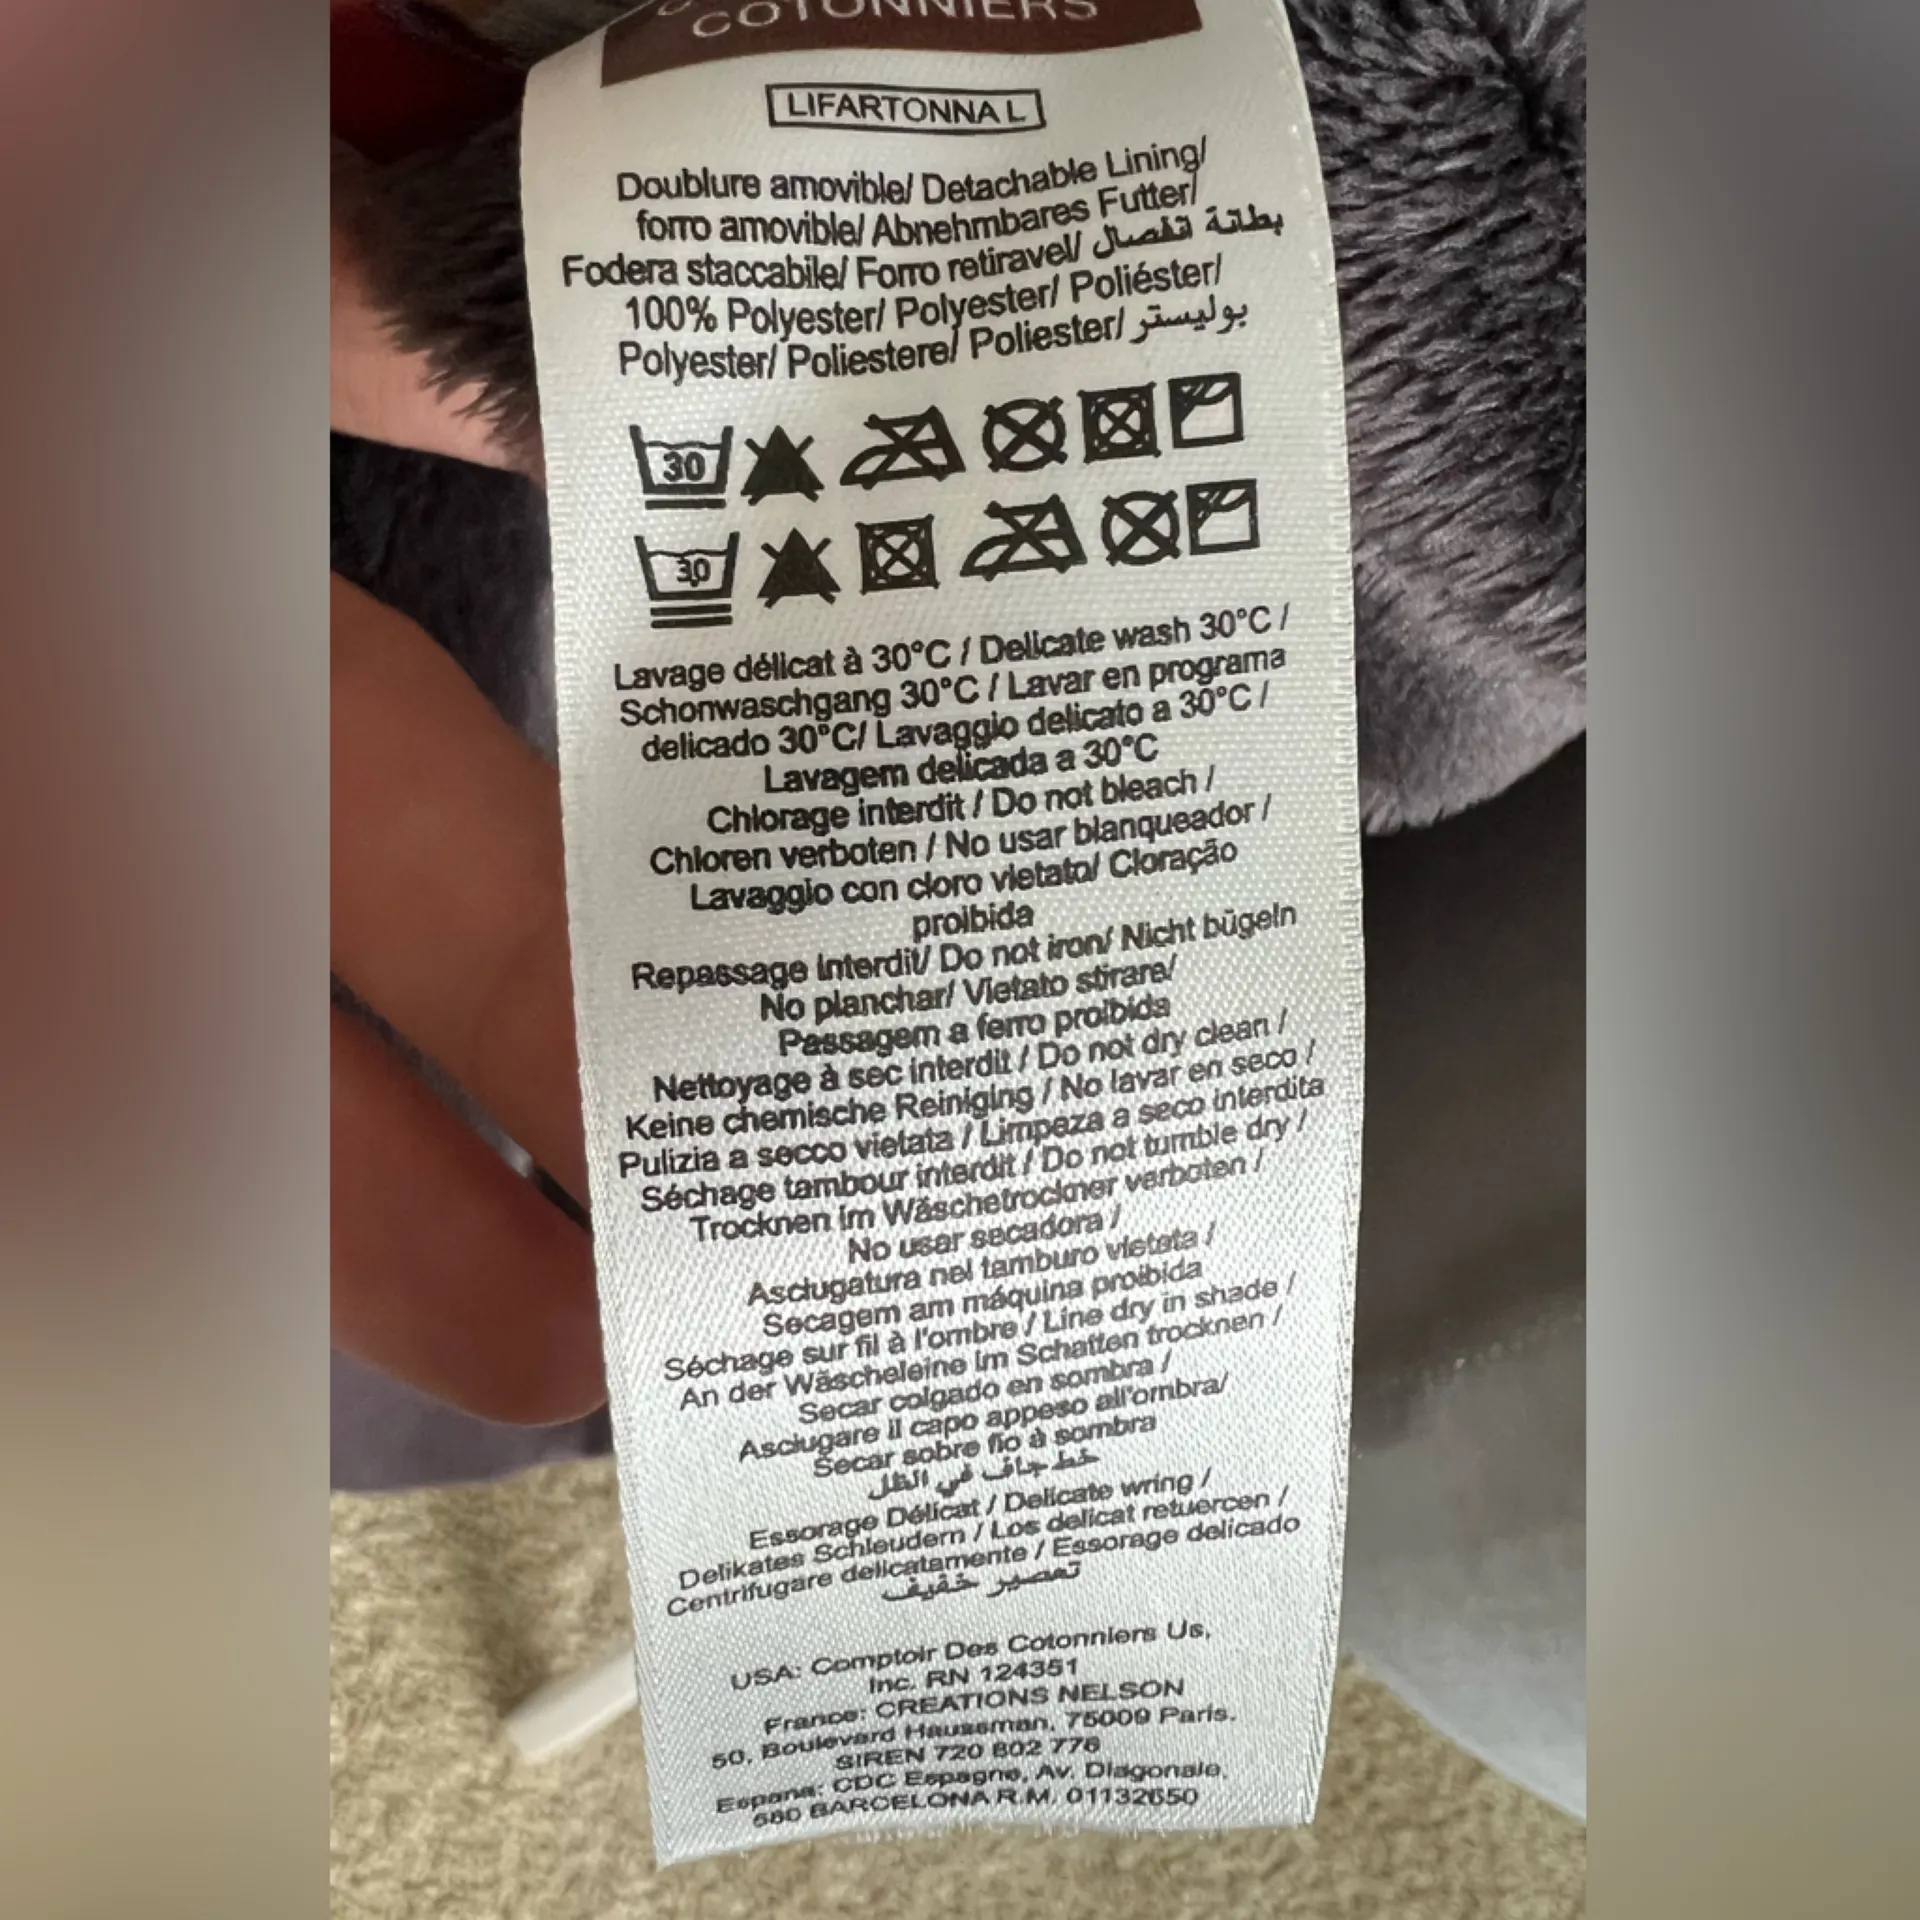 COTONNIERS
LIFARTONNA L
Doublure amovible/ Detachable Lining/
forro amovible/ Abnehmbares Futter/
Fodera staccabile/ Forro retiravel/ بطانة انفصال
100% Polyester/ Polyester/ Poliéster/
Polyester/ Poliestere/ Poliester/ بوليستر
30
30
Lavage délicat à 30°C / Delicate wash 30°C /
Schonwaschgang 30°C / Lavar en programa
delicado 30°C/ Lavaggio delicato a 30°C /
Lavagem delicada a 30°C
Chlorage interdit / Do not bleach /
Chloren verboten / No usar blanqueador /
Lavaggio con cloro vietato/ Cloração
proibida
Repassage interdit/ Do not iron/ Nicht bügeln
No planchar/ Vietato stirare/
Passagem a ferro proibida
Nettoyage à sec interdit / Do not dry clean /
Keine chemische Reiniging / No lavar en seco /
Pulizia a secco vietata / Limpeza a seco interdita
Séchage tambour interdit / Do not tumble dry /
Trocknen im Wäschetrockner verboten /
No usar secadora /
Asciugatura nel tamburo vietata /
Secagem am máquina proibida
Séchage sur fil à l'ombre / Line dry in shade /
An der Wäscheleine im Schatten trocknen /
Secar colgado en sombra /
Asciugare il capo appeso all'ombra/
Secar sobre fio à sombra
خط جاف في الظل
Essorage Délicat / Delicate wring /
Delikates Schleudern / Los delicat retuercen /
Centrifugare delicatamente / Essorage delicado
تعصير خفيف
USA: Comptoir Des Cotonniers Us,
Inc. RN 124351
France: CREATIONS NELSON
50, Boulevard Haussman, 75009 Paris.
SIREN 720 802 776
Espana: CDC Espagne, Av. Diagonale,
580 BARCELONA R.M. 01132650